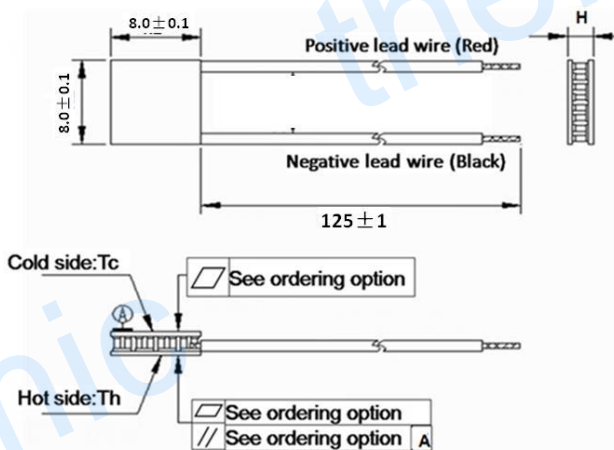 8.0±0.1
H
Positive lead wire (Red)
8.0±0.1
Negative lead wire (Black)
125±1
Cold side:Tc
See ordering option
A
Hot side:Th
See ordering option
// See ordering option A